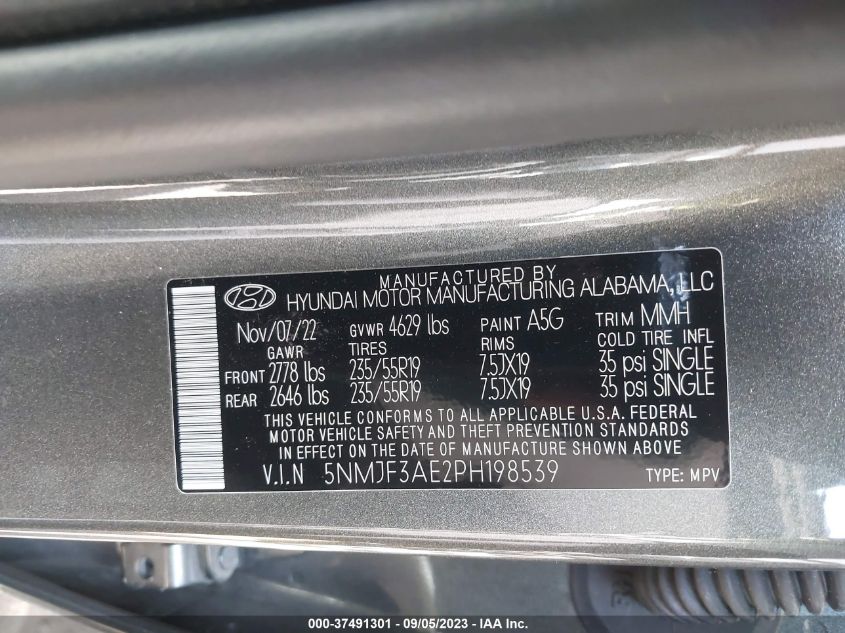 MANUFACTURED BY
HYUNDAI MOTOR MANUFACTURING ALABAMA, LLC
Nov/07/22 GVWR 4629 lbs PAINT A5G TRIM MMH
GAWR TIRES RIMS COLD TIRE INFL
FRONT 2778 lbs 235/55R19 7.5JX19 35 psi SINGLE
REAR 2646 lbs 235/55R19 7.5JX19 35 psi SINGLE
THIS VEHICLE CONFORMS TO ALL APPLICABLE U.S.A. FEDERAL
MOTOR VEHICLE SAFETY AND THEFT PREVENTION STANDARDS
IN EFFECT ON THE DATE OF MANUFACTURE SHOWN ABOVE.
V.I.N 5NMJF3AE2PH198539 TYPE: MPV
000-37491301 - 09/05/2023 - IAA Inc.